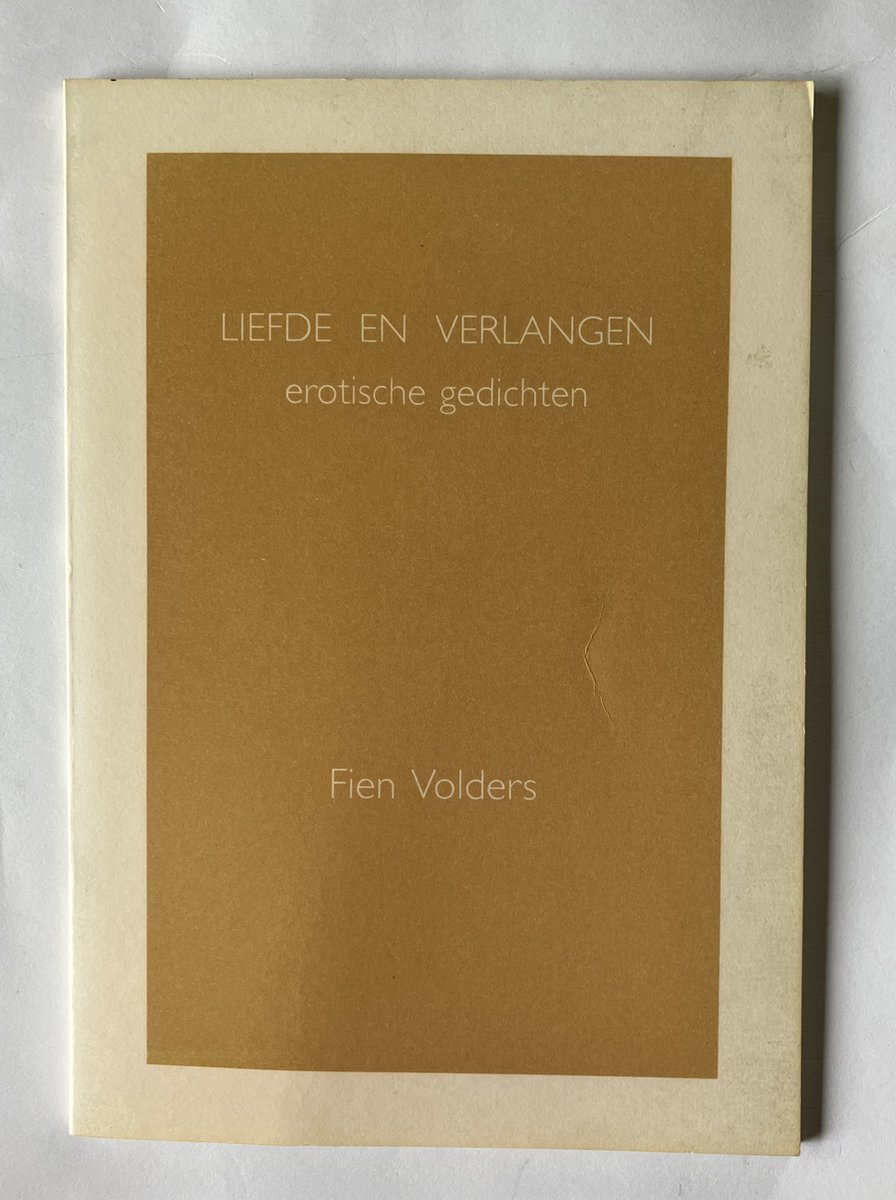 LIEFDE EN VERLANGEN
erotische gedichten
Fien Volders